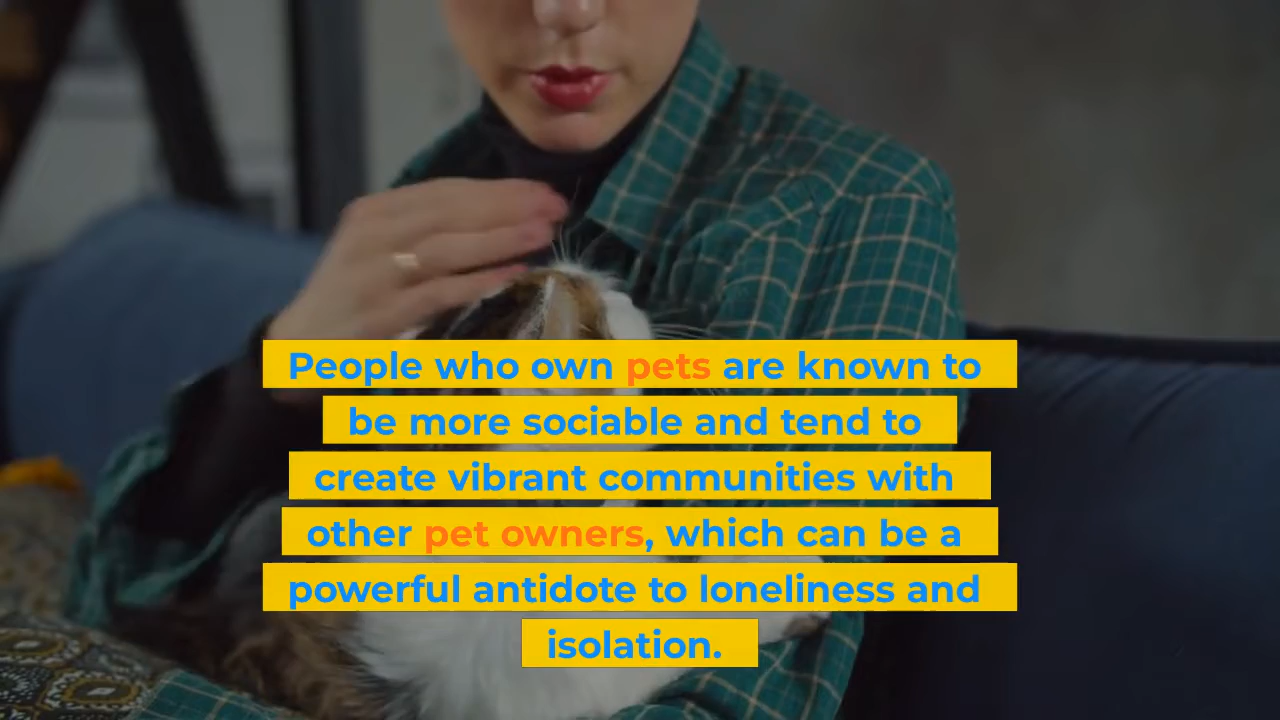 People who own pets are known to
be more sociable and tend to
create vibrant communities with
other pet owners, which can be a
powerful antidote to loneliness and
isolation.